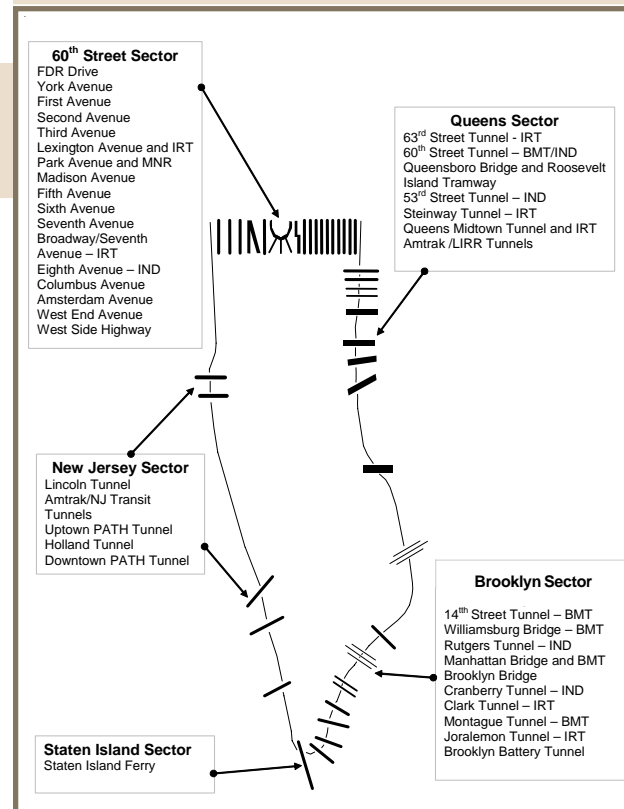 60th Street Sector
FDR Drive
York Avenue
First Avenue
Second Avenue
Third Avenue
Lexington Avenue and IRT
Park Avenue and MNR
Madison Avenue
Fifth Avenue
Sixth Avenue
Seventh Avenue
Broadway/Seventh
Avenue – IRT
Eighth Avenue – IND
Columbus Avenue
Amsterdam Avenue
West End Avenue
West Side Highway
Queens Sector
63rd Street Tunnel - IRT
60th Street Tunnel – BMT/IND
Queensboro Bridge and Roosevelt
Island Tramway
53rd Street Tunnel – IND
Steinway Tunnel – IRT
Queens Midtown Tunnel and IRT
Amtrak /LIRR Tunnels
New Jersey Sector
Lincoln Tunnel
Amtrak/NJ Transit
Tunnels
Uptown PATH Tunnel
Holland Tunnel
Downtown PATH Tunnel
Brooklyn Sector
14tth Street Tunnel – BMT
Williamsburg Bridge – BMT
Rutgers Tunnel – IND
Manhattan Bridge and BMT
Brooklyn Bridge
Cranberry Tunnel – IND
Clark Tunnel – IRT
Montague Tunnel – BMT
Joralemon Tunnel – IRT
Brooklyn Battery Tunnel
Staten Island Sector
Staten Island Ferry